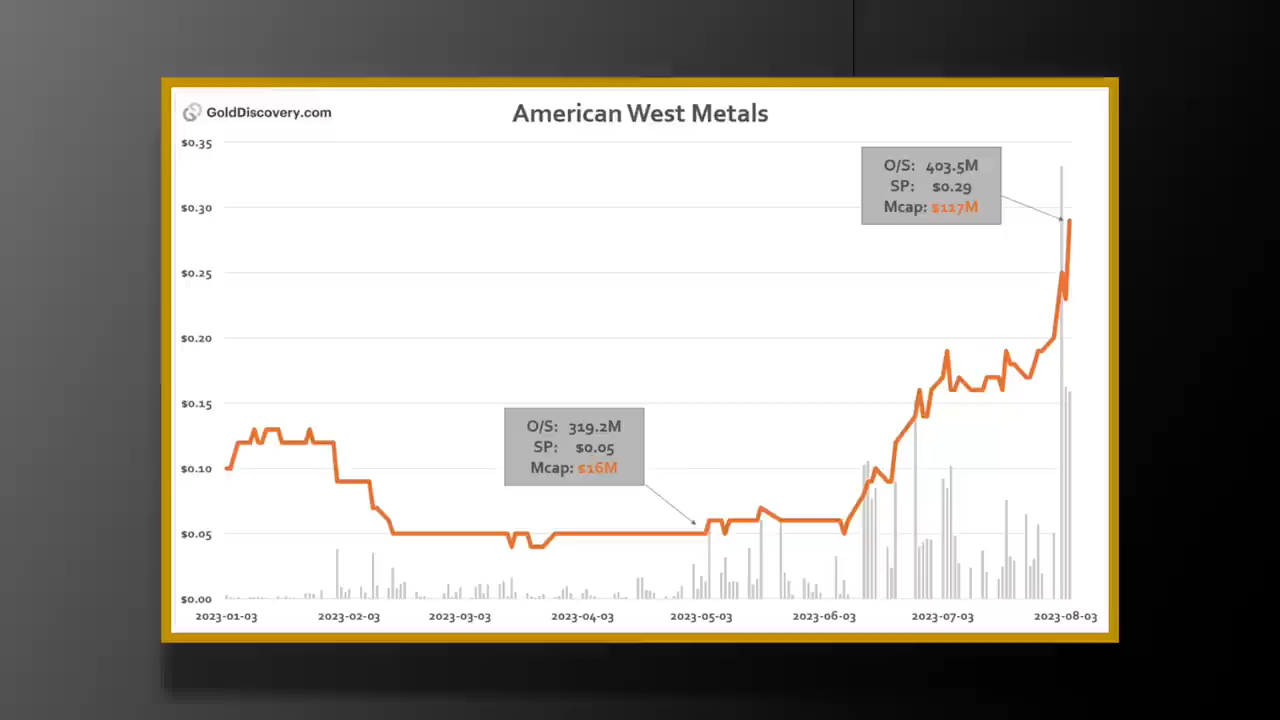 GoldDiscovery.com
American West Metals
$0.35
$0.30
$0.25
$0.20
$0.15
$0.10
$0.05
$0.00
O/S: 403.5M
SP: $0.29
Mcap: $117M
O/S: 319.2M
SP: $0.05
Mcap: $16M
2023-01-03 2023-02-03 2023-03-03 2023-04-03 2023-05-03 2023-06-03 2023-07-03 2023-08-03